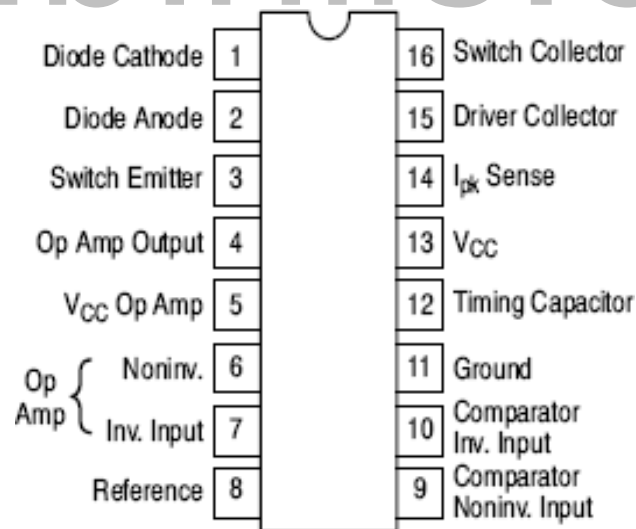 Diode Cathode 1
Diode Anode 2
Switch Emitter 3
Op Amp Output 4
VCC Op Amp 5
Op
Amp
Noninv. 6
Inv. Input 7
Reference 8
16 Switch Collector
15 Driver Collector
14 Ipk Sense
13 VCC
12 Timing Capacitor
11 Ground
10 Comparator
Inv. Input
9 Comparator
Noninv. Input